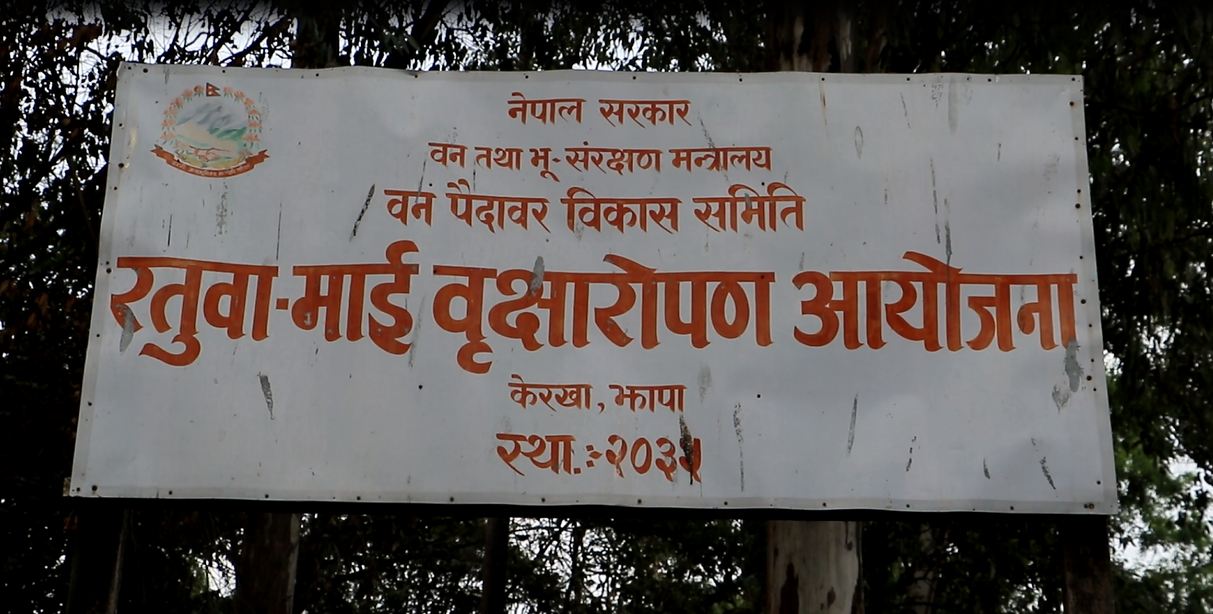 नेपाल सरकार
वन तथा भू-संरक्षण मन्त्रालय
वन पैदावर विकास समिति
रतुवा-माई वृक्षारोपण आयोजना
केरखा, झापा
स्था.:-